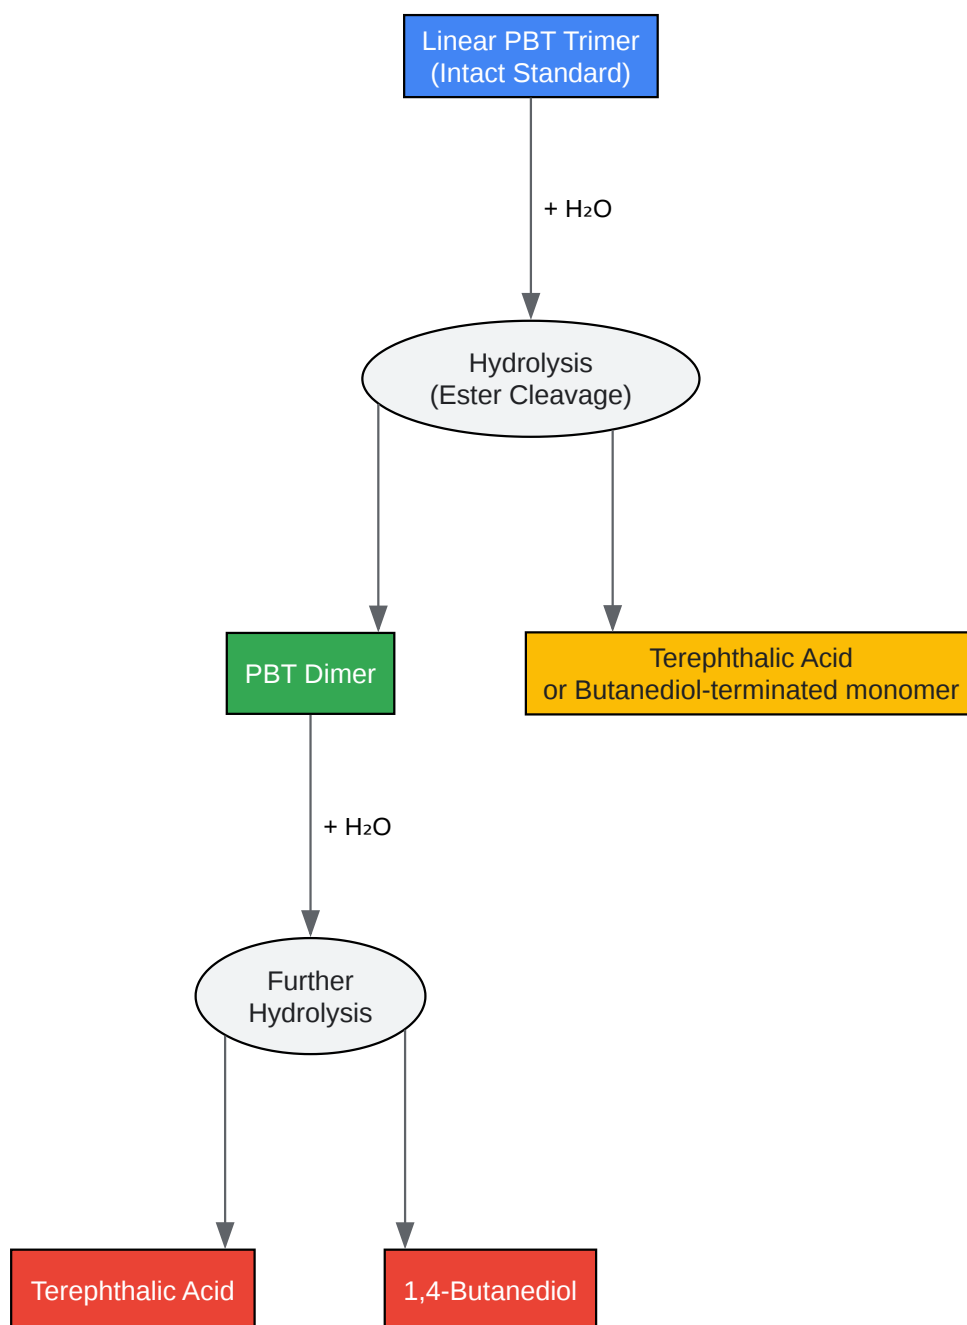 Linear PBT Trimer
(Intact Standard)
+ H₂O
Hydrolysis
(Ester Cleavage)
PBT Dimer
Terephthalic Acid
or Butanediol-terminated monomer
+ H₂O
Further
Hydrolysis
Terephthalic Acid
1,4-Butanediol